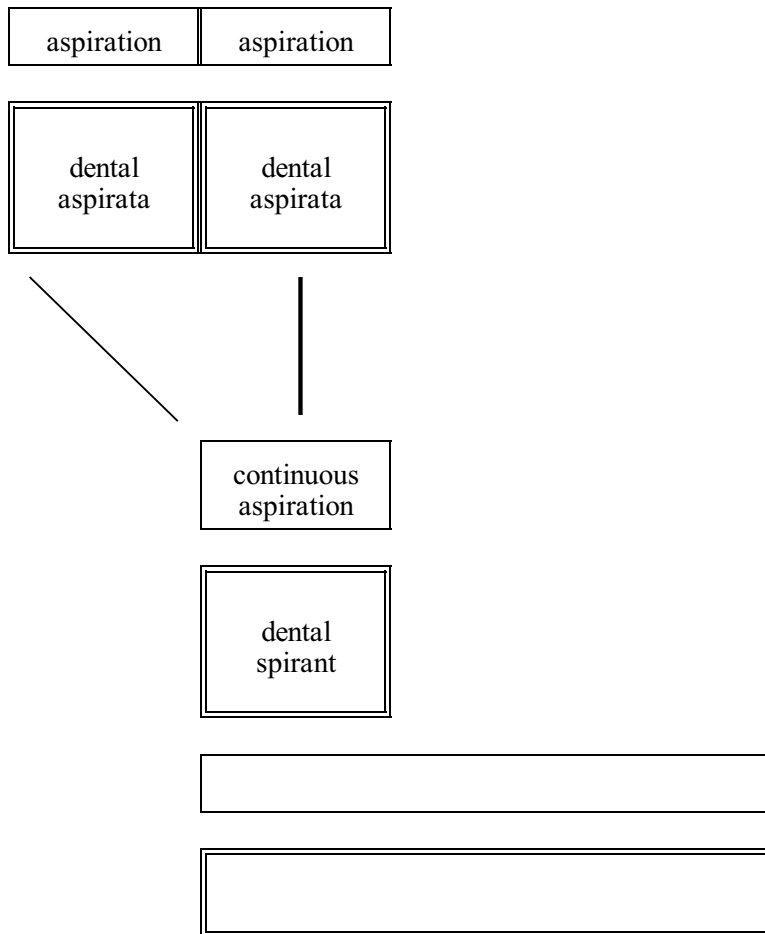 aspiration aspiration
dental dental
aspirata aspirata
continuous
aspiration
dental
spirant